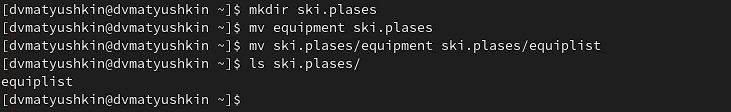 [dvmatyushkin@dvmatyushkin ~]$ mkdir ski.plases
[dvmatyushkin@dvmatyushkin ~]$ mv equipment ski.plases
[dvmatyushkin@dvmatyushkin ~]$ mv ski.plases/equipment ski.plases/equiplist
[dvmatyushkin@dvmatyushkin ~]$ ls ski.plases/
equiplist
[dvmatyushkin@dvmatyushkin ~]$